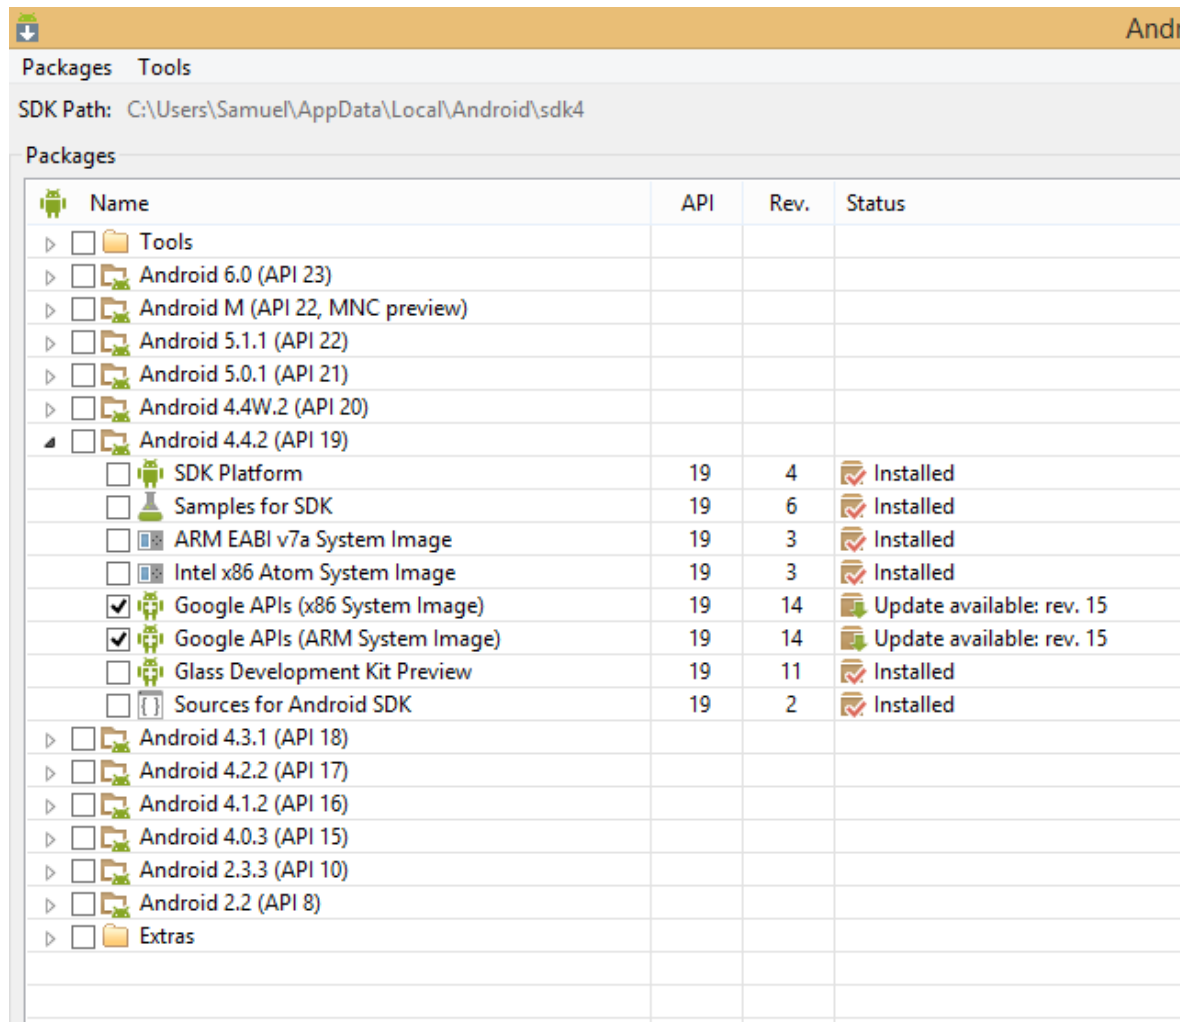 Andr
Packages Tools
SDK Path: C:\Users\Samuel\AppData\Local\Android\sdk4
Packages
Name API Rev. Status
Tools
Android 6.0 (API 23)
Android M (API 22, MNC preview)
Android 5.1.1 (API 22)
Android 5.0.1 (API 21)
Android 4.4W.2 (API 20)
Android 4.4.2 (API 19)
SDK Platform 19 4 Installed
Samples for SDK 19 6 Installed
ARM EABI v7a System Image 19 3 Installed
Intel x86 Atom System Image 19 3 Installed
Google APIs (x86 System Image) 19 14 Update available: rev. 15
Google APIs (ARM System Image) 19 14 Update available: rev. 15
Glass Development Kit Preview 19 11 Installed
Sources for Android SDK 19 2 Installed
Android 4.3.1 (API 18)
Android 4.2.2 (API 17)
Android 4.1.2 (API 16)
Android 4.0.3 (API 15)
Android 2.3.3 (API 10)
Android 2.2 (API 8)
Extras